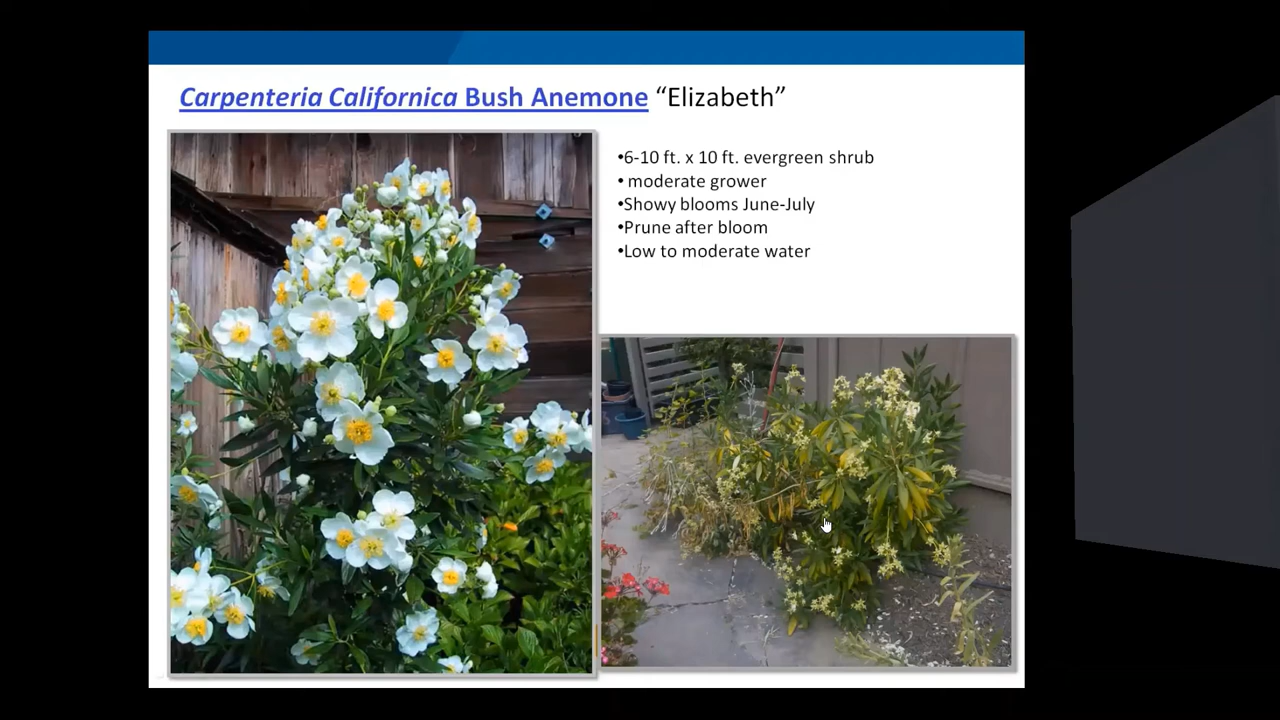 Carpenteria Californica Bush Anemone “Elizabeth”
•6-10 ft. x 10 ft. evergreen shrub
• moderate grower
•Showy blooms June-July
•Prune after bloom
•Low to moderate water